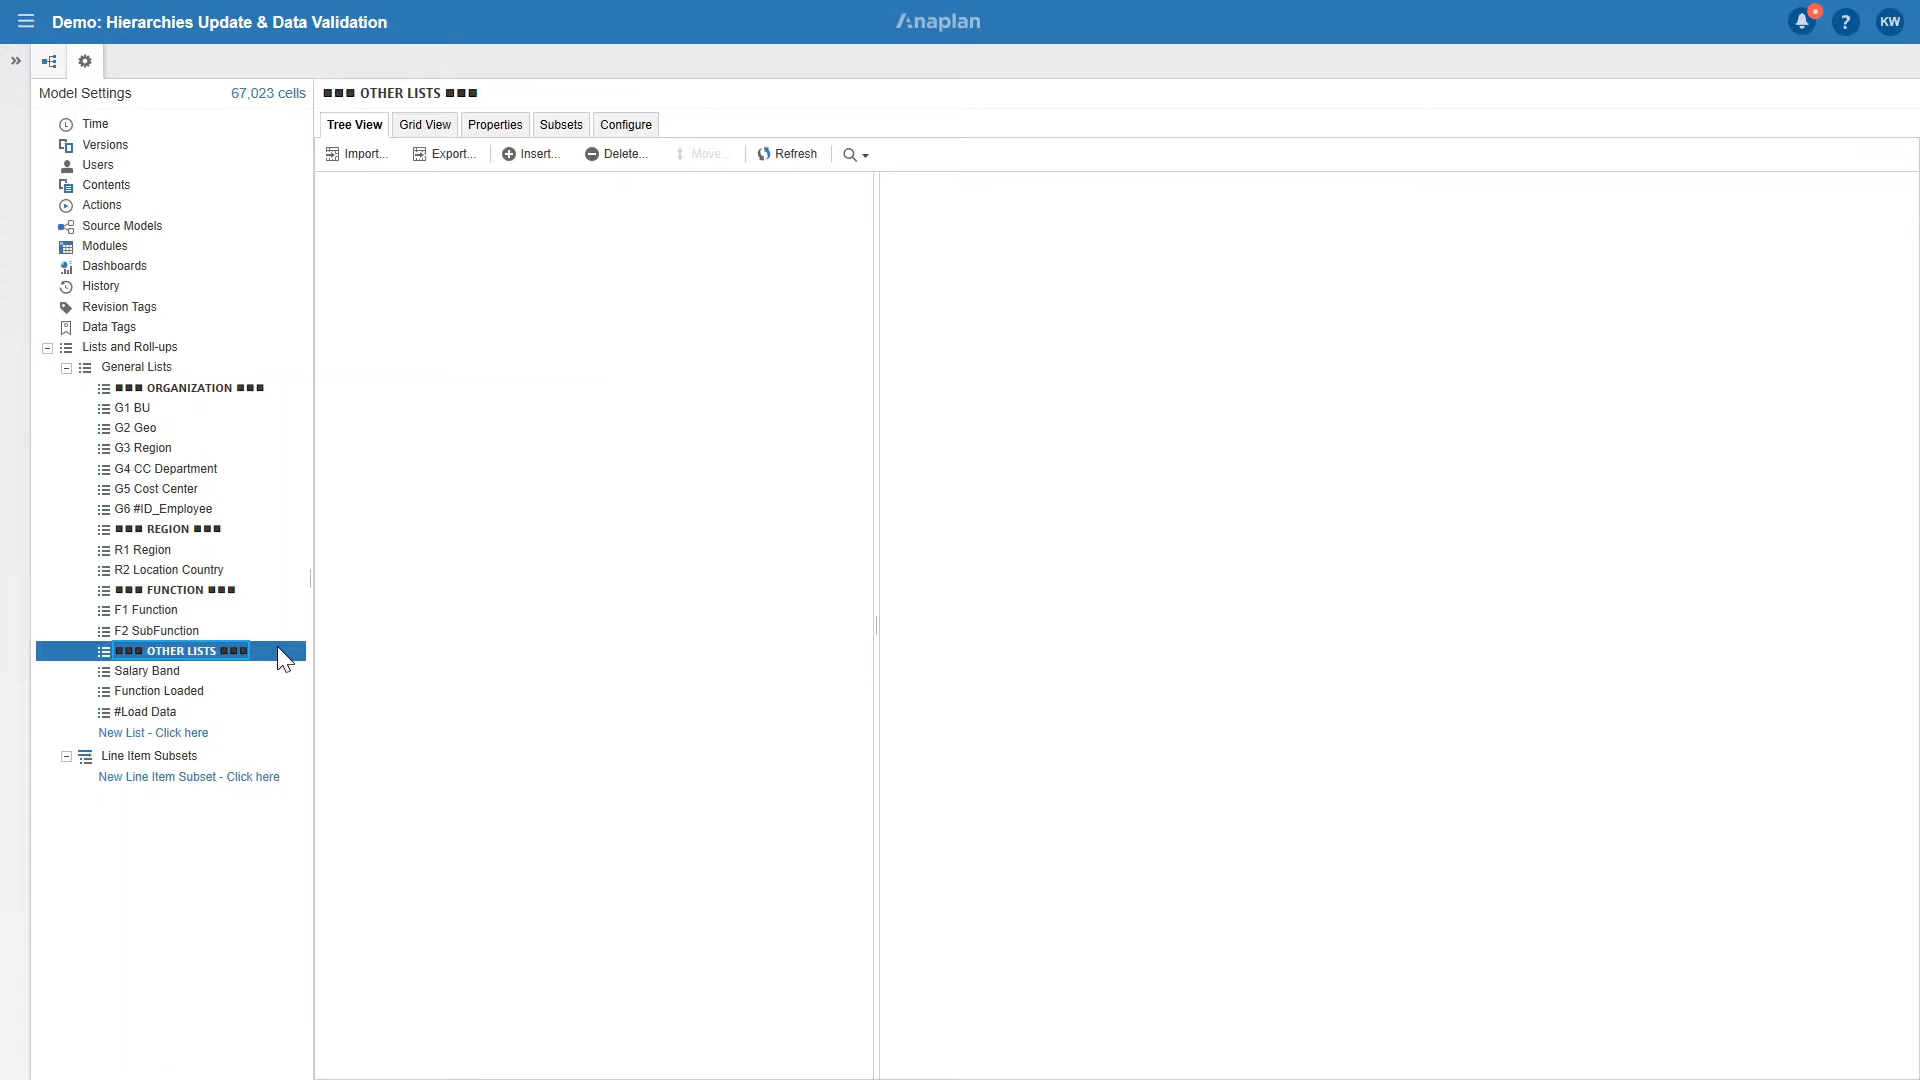 Demo: Hierarchies Update & Data Validation
Anaplan
?
KW
»
Model Settings
67,023 cells
■■■ OTHER LISTS ■■■
Tree View
Grid View
Properties
Subsets
Configure
Import...
Export...
Insert...
Delete...
Move...
Refresh
Time
Versions
Users
Contents
Actions
Source Models
Modules
Dashboards
History
Revision Tags
Data Tags
Lists and Roll-ups
General Lists
■■■ ORGANIZATION ■■■
G1 BU
G2 Geo
G3 Region
G4 CC Department
G5 Cost Center
G6 #ID_Employee
■■■ REGION ■■■
R1 Region
R2 Location Country
■■■ FUNCTION ■■■
F1 Function
F2 SubFunction
■■■ OTHER LISTS ■■■
Salary Band
Function Loaded
#Load Data
New List - Click here
Line Item Subsets
New Line Item Subset - Click here